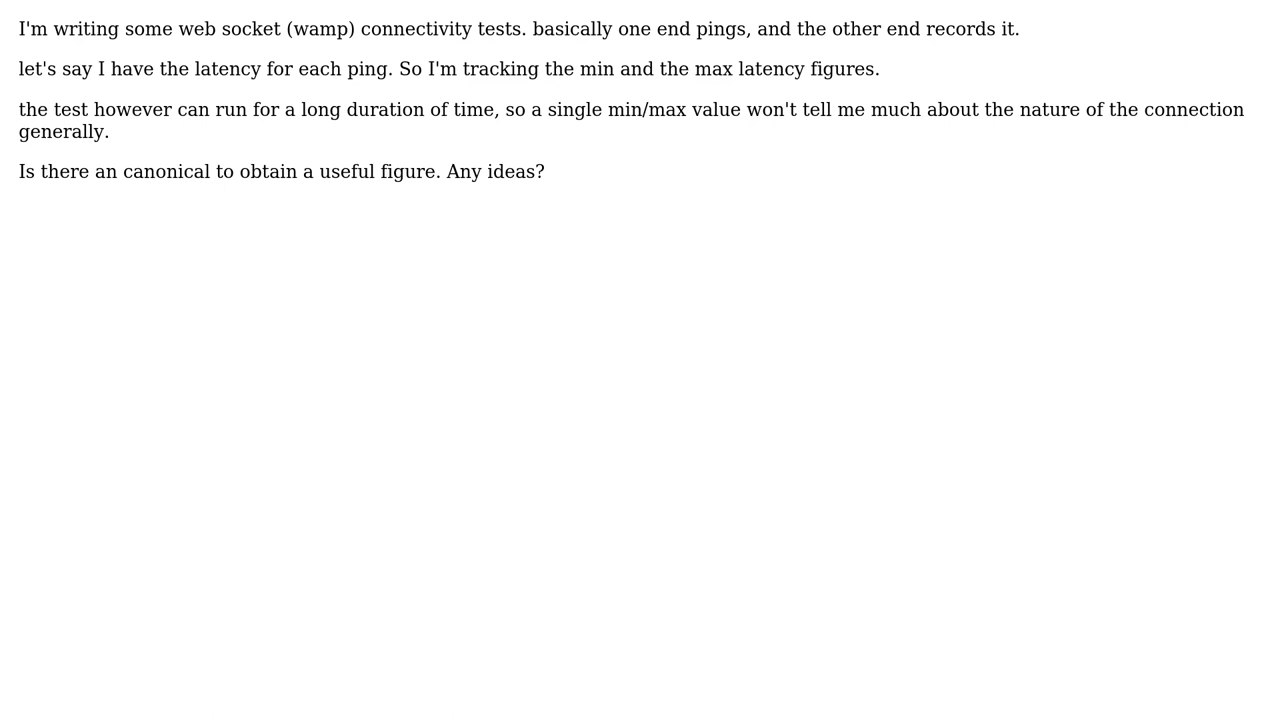 I'm writing some web socket (wamp) connectivity tests. basically one end pings, and the other end records it.
let's say I have the latency for each ping. So I'm tracking the min and the max latency figures.
the test however can run for a long duration of time, so a single min/max value won't tell me much about the nature of the connection
generally.
Is there an canonical to obtain a useful figure. Any ideas?